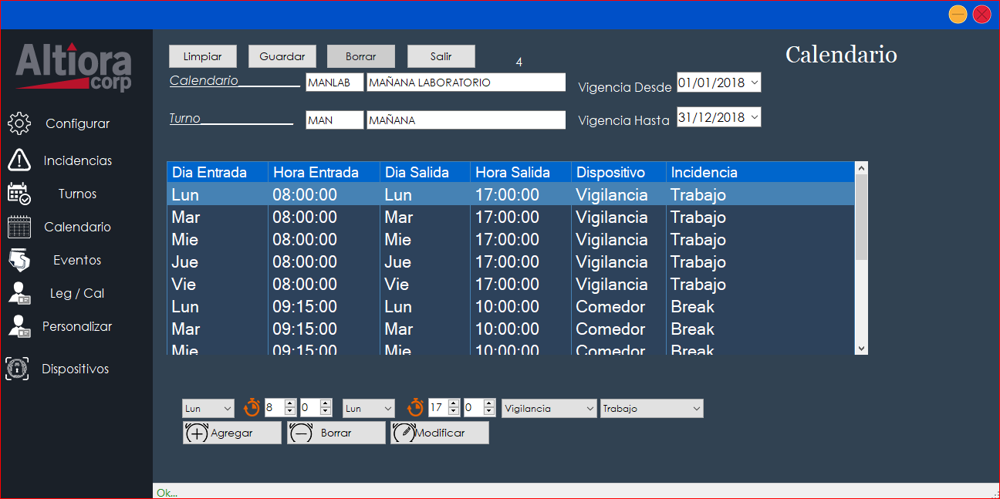 Altiora
corp
Configurar
Incidencias
Turnos
Calendario
Eventos
Leg / Cal
Personalizar
Dispositivos
Limpiar Guardar Borrar Salir
4
Calendario
Calendario MANLAB MAÑANA LABORATORIO Vigencia Desde 01/01/2018
Turno MAN MAÑANA Vigencia Hasta 31/12/2018
Dia Entrada Hora Entrada Dia Salida Hora Salida Dispositivo Incidencia
Lun 08:00:00 Lun 17:00:00 Vigilancia Trabajo
Mar 08:00:00 Mar 17:00:00 Vigilancia Trabajo
Mie 08:00:00 Mie 17:00:00 Vigilancia Trabajo
Jue 08:00:00 Jue 17:00:00 Vigilancia Trabajo
Vie 08:00:00 Vie 17:00:00 Vigilancia Trabajo
Lun 09:15:00 Lun 10:00:00 Comedor Break
Mar 09:15:00 Mar 10:00:00 Comedor Break
Mie 09:15:00 Mie 10:00:00 Comedor Break
Lun 8 0 Lun 17 0 Vigilancia Trabajo
Agregar Borrar Modificar
Ok...